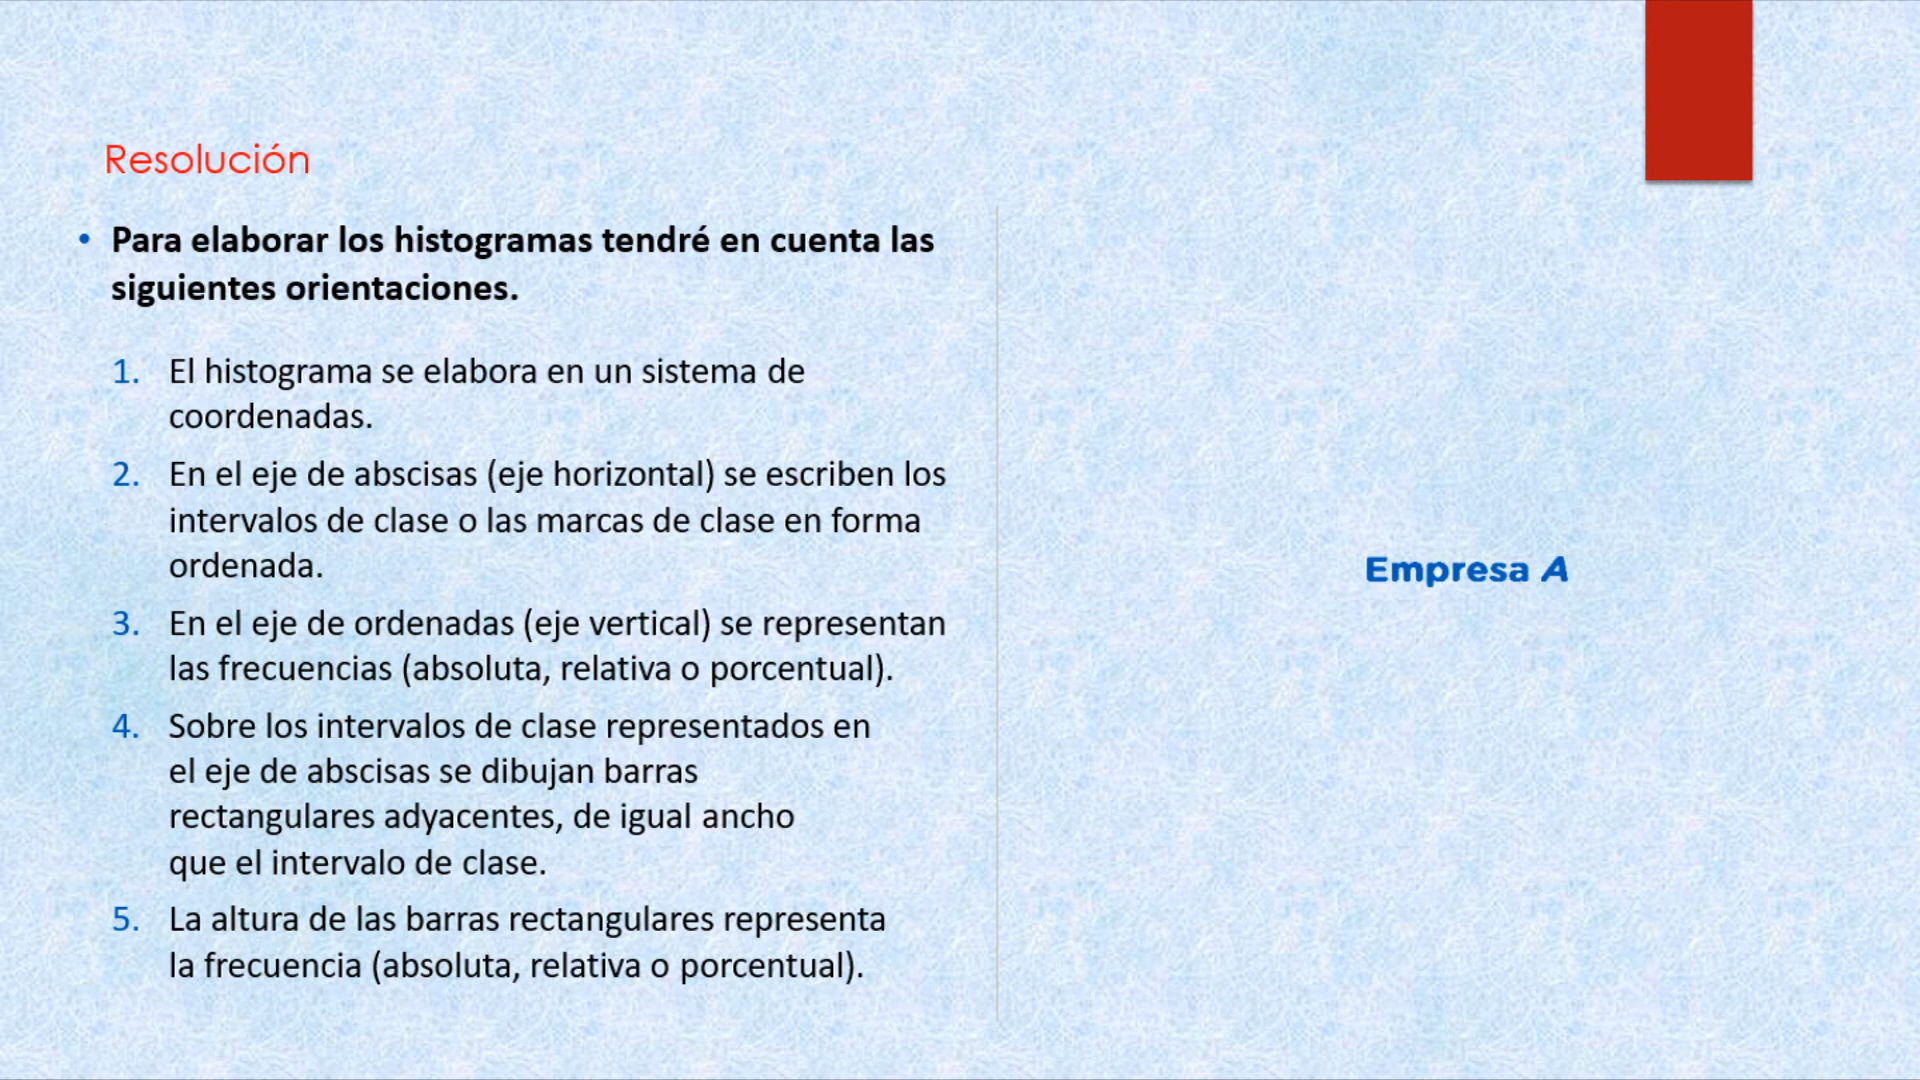 Resolución
• Para elaborar los histogramas tendré en cuenta las
siguientes orientaciones.
1. El histograma se elabora en un sistema de
coordenadas.
2. En el eje de abscisas (eje horizontal) se escriben los
intervalos de clase o las marcas de clase en forma
ordenada.
3. En el eje de ordenadas (eje vertical) se representan
las frecuencias (absoluta, relativa o porcentual).
4. Sobre los intervalos de clase representados en
el eje de abscisas se dibujan barras
rectangulares adyacentes, de igual ancho
que el intervalo de clase.
5. La altura de las barras rectangulares representa
la frecuencia (absoluta, relativa o porcentual).
Empresa A